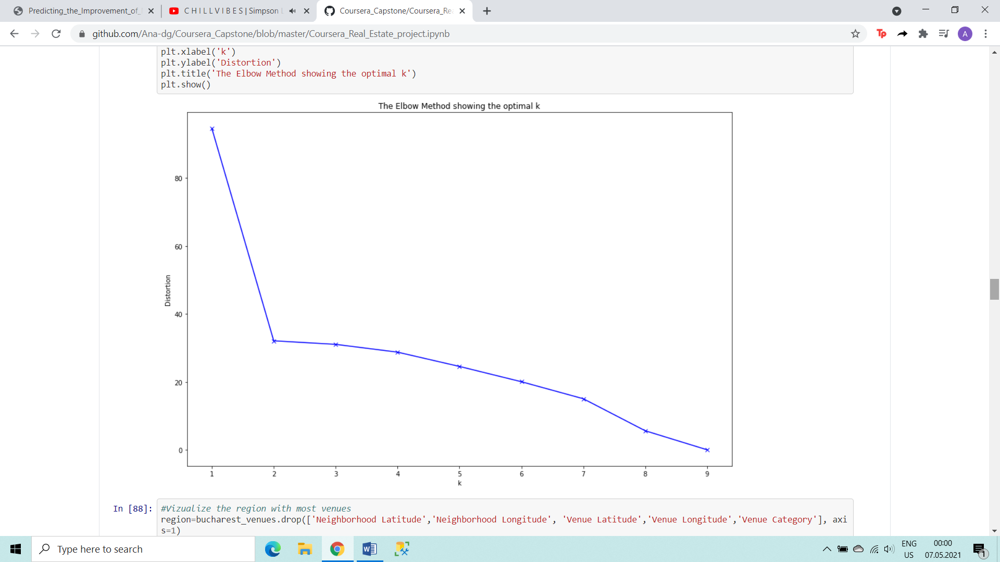 Predicting_the_Improvement_of_
C H I L L V I B E S | Simpson
Coursera_Capstone/Coursera_Re
github.com/Ana-dg/Coursera_Capstone/blob/master/Coursera_Real_Estate_project.ipynb
A
plt.xlabel('k')
plt.ylabel('Distortion')
plt.title('The Elbow Method showing the optimal k')
plt.show()
The Elbow Method showing the optimal k
80
60
40
20
0
Distortion
1 2 3 4 5 6 7 8 9
k
In [88]:
#Vizualize the region with most venues
region=bucharest_venues.drop(['Neighborhood Latitude','Neighborhood Longitude', 'Venue Latitude','Venue Longitude','Venue Category'], axi
s=1)
Type here to search
ENG
US
00:00
07.05.2021
1